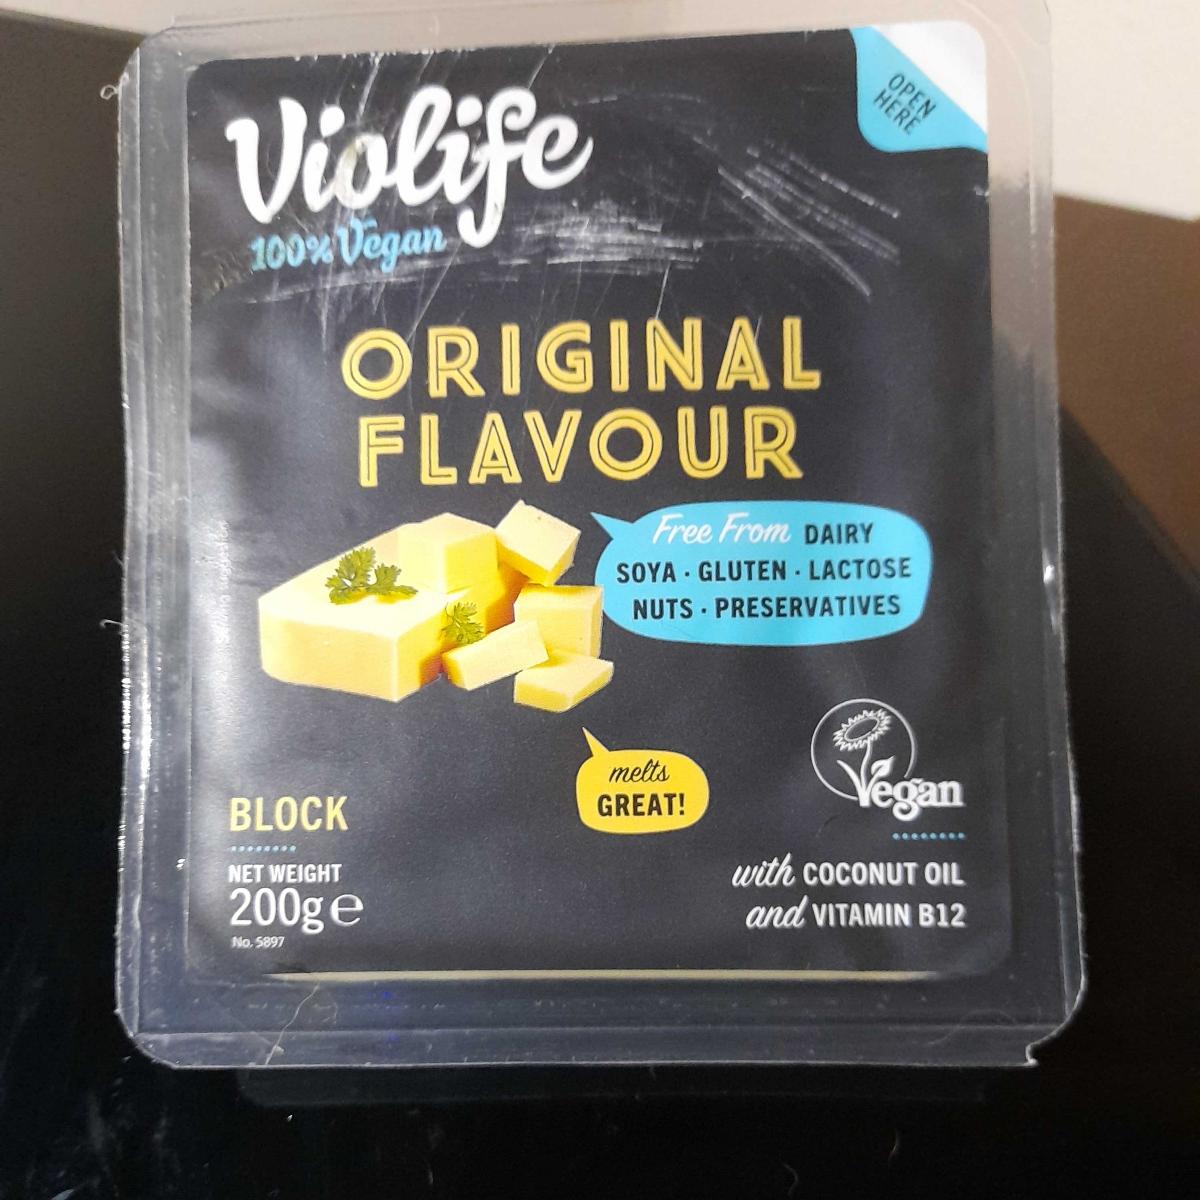 OPEN
HERE
Violife
100% Vegan
ORIGINAL
FLAVOUR
Free From DAIRY
SOYA · GLUTEN · LACTOSE
NUTS · PRESERVATIVES
melts
GREAT!
Vegan
BLOCK
NET WEIGHT
200g e
No. 5897
with COCONUT OIL
and VITAMIN B12